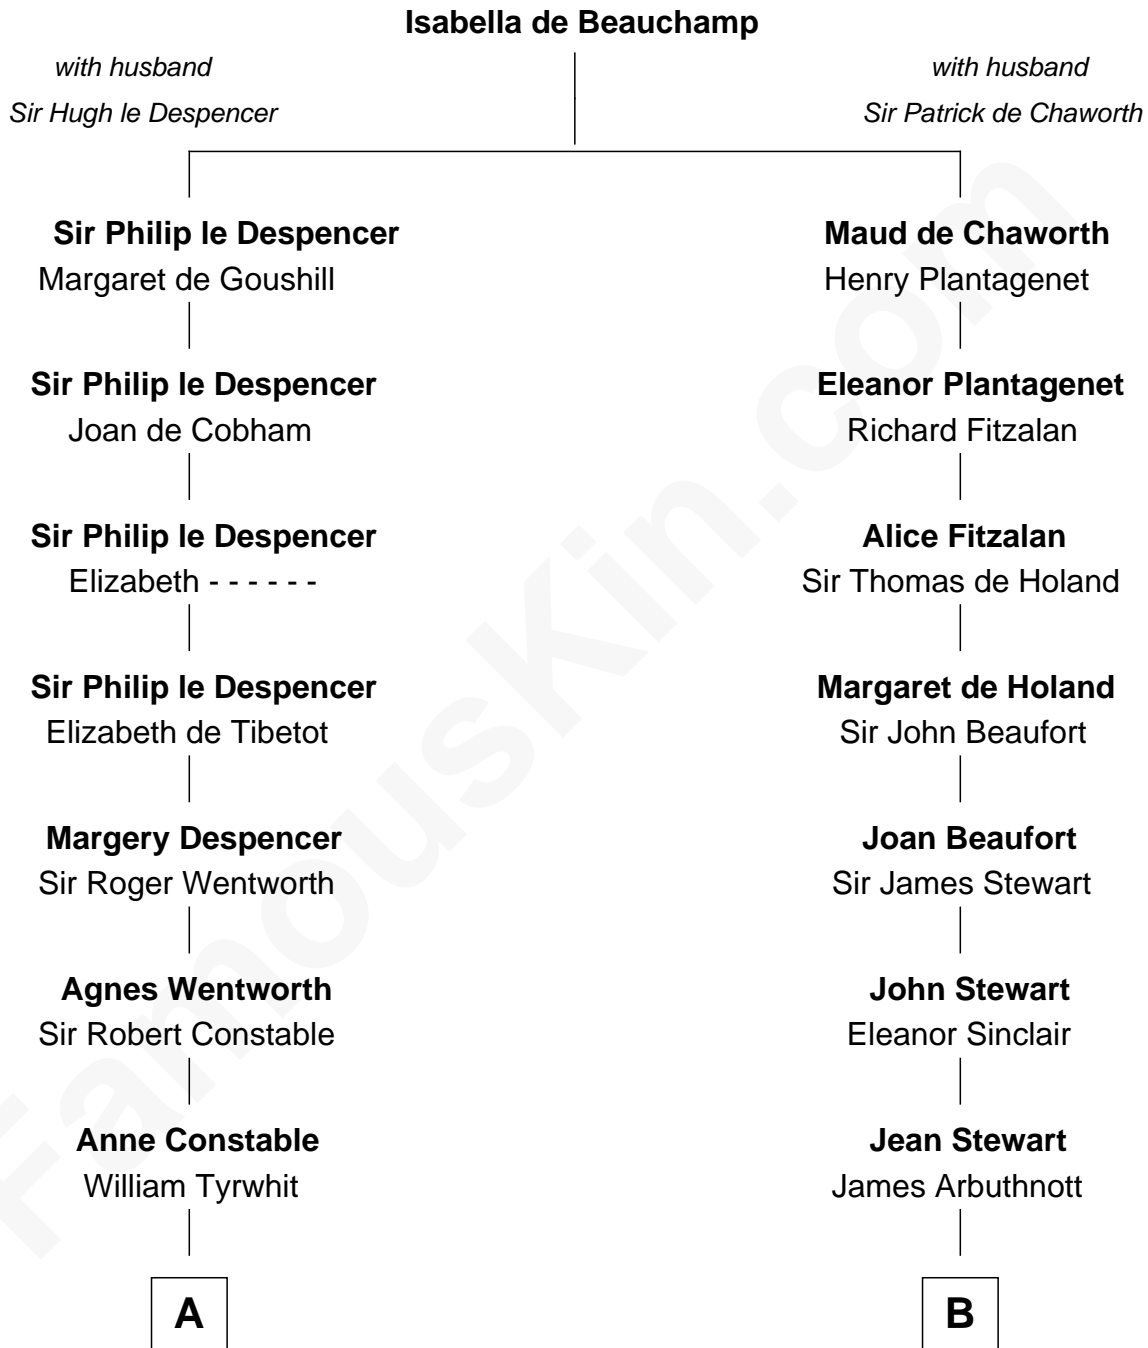 Isabella de Beauchamp
with husband
Sir Hugh le Despencer
with husband
Sir Patrick de Chaworth
Sir Philip le Despencer
Margaret de Goushill
Maud de Chaworth
Henry Plantagenet
Sir Philip le Despencer
Joan de Cobham
Eleanor Plantagenet
Richard Fitzalan
Sir Philip le Despencer
Elizabeth - - - - - -
Alice Fitzalan
Sir Thomas de Holand
Sir Philip le Despencer
Elizabeth de Tibetot
Margaret de Holand
Sir John Beaufort
Margery Despencer
Sir Roger Wentworth
Joan Beaufort
Sir James Stewart
Agnes Wentworth
Sir Robert Constable
John Stewart
Eleanor Sinclair
Anne Constable
William Tyrwhit
Jean Stewart
James Arbuthnott
A
B
FamousKin.com